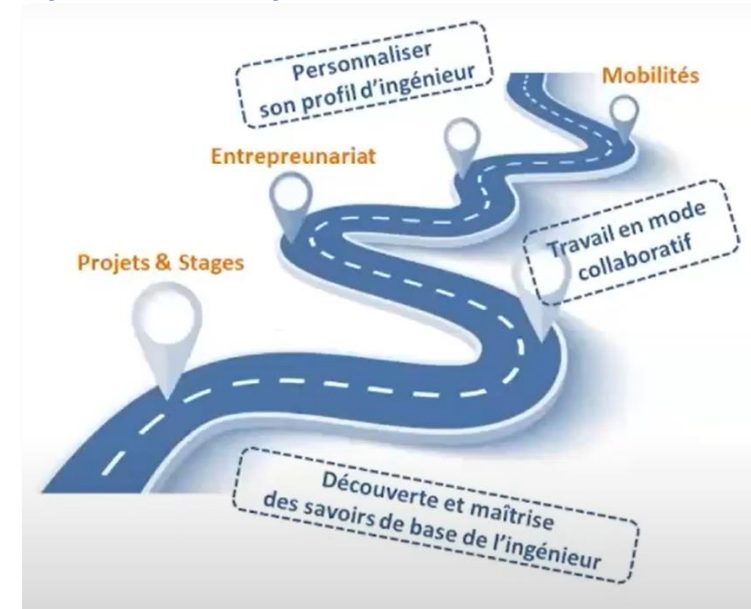 Personnaliser
son profil d'ingénieur
Mobilités
Entrepreunariat
Travail en mode
collaboratif
Projets & Stages
Découverte et maîtrise
des savoirs de base de l'ingénieur